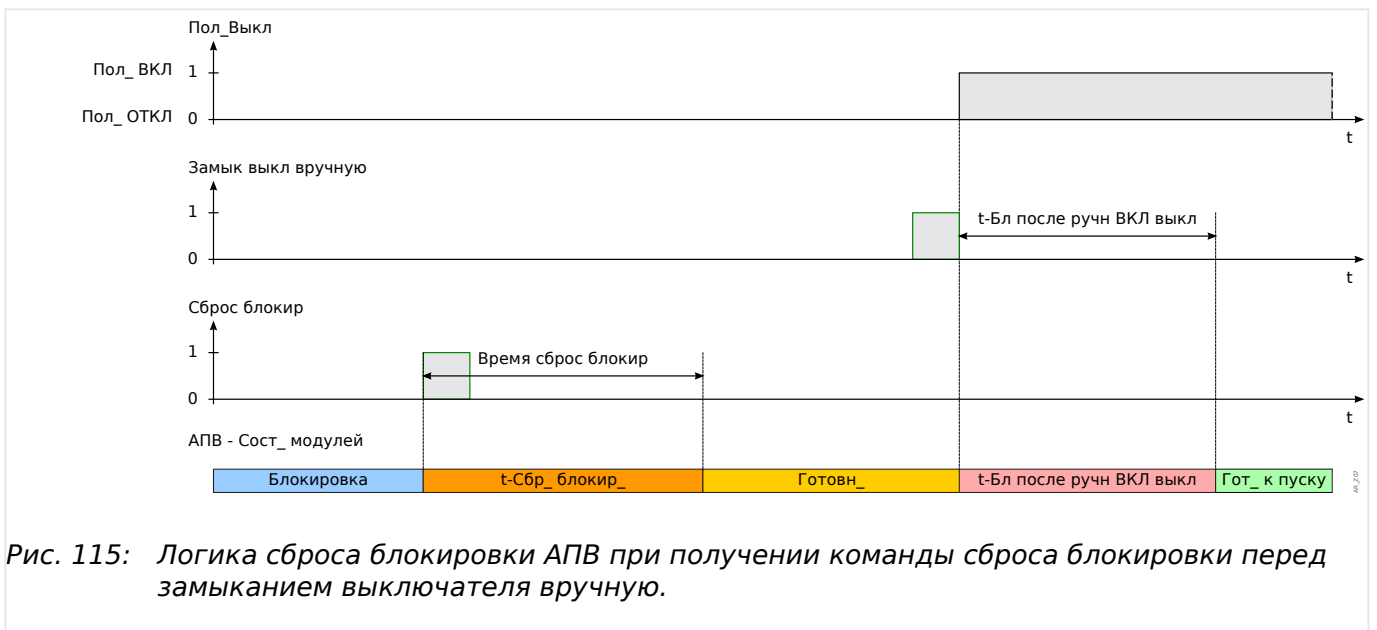 Пол_Выкл
Пол_ ВКЛ 1
Пол_ ОТКЛ 0
t
Замык выкл вручную
1
t-Бл после ручн ВКЛ выкл
0
t
Сброс блокир
1
Время сброс блокир
0
t
АПВ - Сост_ модулей
Блокировка t-Сбр_ блокир_ Готовн_ t-Бл после ручн ВКЛ выкл Гот_ к пуску
AR_Z07
Рис. 115: Логика сброса блокировки АПВ при получении команды сброса блокировки перед
замыканием выключателя вручную.